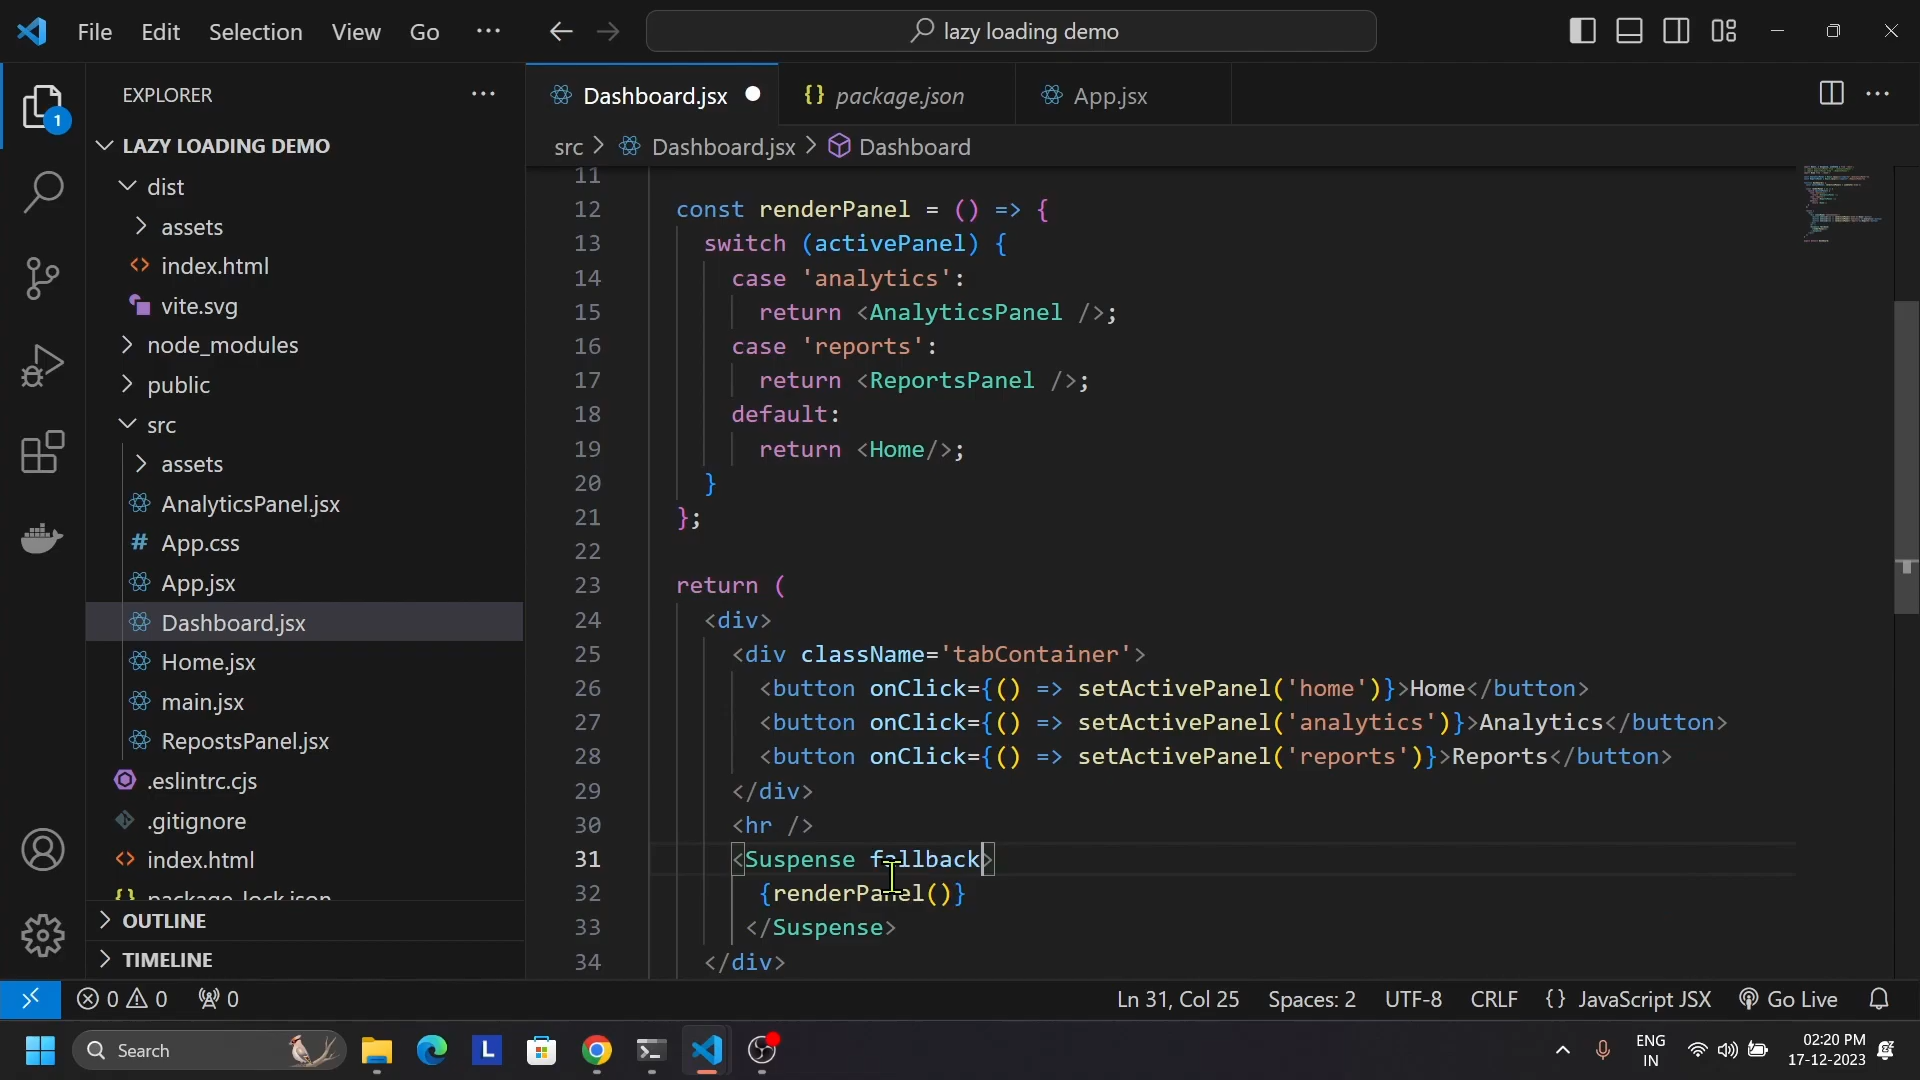 File Edit Selection View Go ···
lazy loading demo
EXPLORER
1
LAZY LOADING DEMO
dist
assets
<> index.html
vite.svg
node_modules
public
src
assets
AnalyticsPanel.jsx
# App.css
App.jsx
Dashboard.jsx
Home.jsx
main.jsx
RepostsPanel.jsx
.eslintrc.cjs
.gitignore
<> index.html
{} package-lock.json
OUTLINE
TIMELINE
Dashboard.jsx
{} package.json
App.jsx
src > Dashboard.jsx > Dashboard
11
12 const renderPanel = () => {
13 switch (activePanel) {
14 case 'analytics':
15 return <AnalyticsPanel />;
16 case 'reports':
17 return <ReportsPanel />;
18 default:
19 return <Home/>;
20 }
21 };
22
23 return (
24 <div>
25 <div className='tabContainer'>
26 <button onClick={() => setActivePanel('home')}>Home</button>
27 <button onClick={() => setActivePanel('analytics')}>Analytics</button>
28 <button onClick={() => setActivePanel('reports')}>Reports</button>
29 </div>
30 <hr />
31 <Suspense fallback>
32 {renderPanel()}
33 </Suspense>
34 </div>
0 0 0
Ln 31, Col 25 Spaces: 2 UTF-8 CRLF {} JavaScript JSX Go Live
Search
L
ENG
IN
02:20 PM
17-12-2023